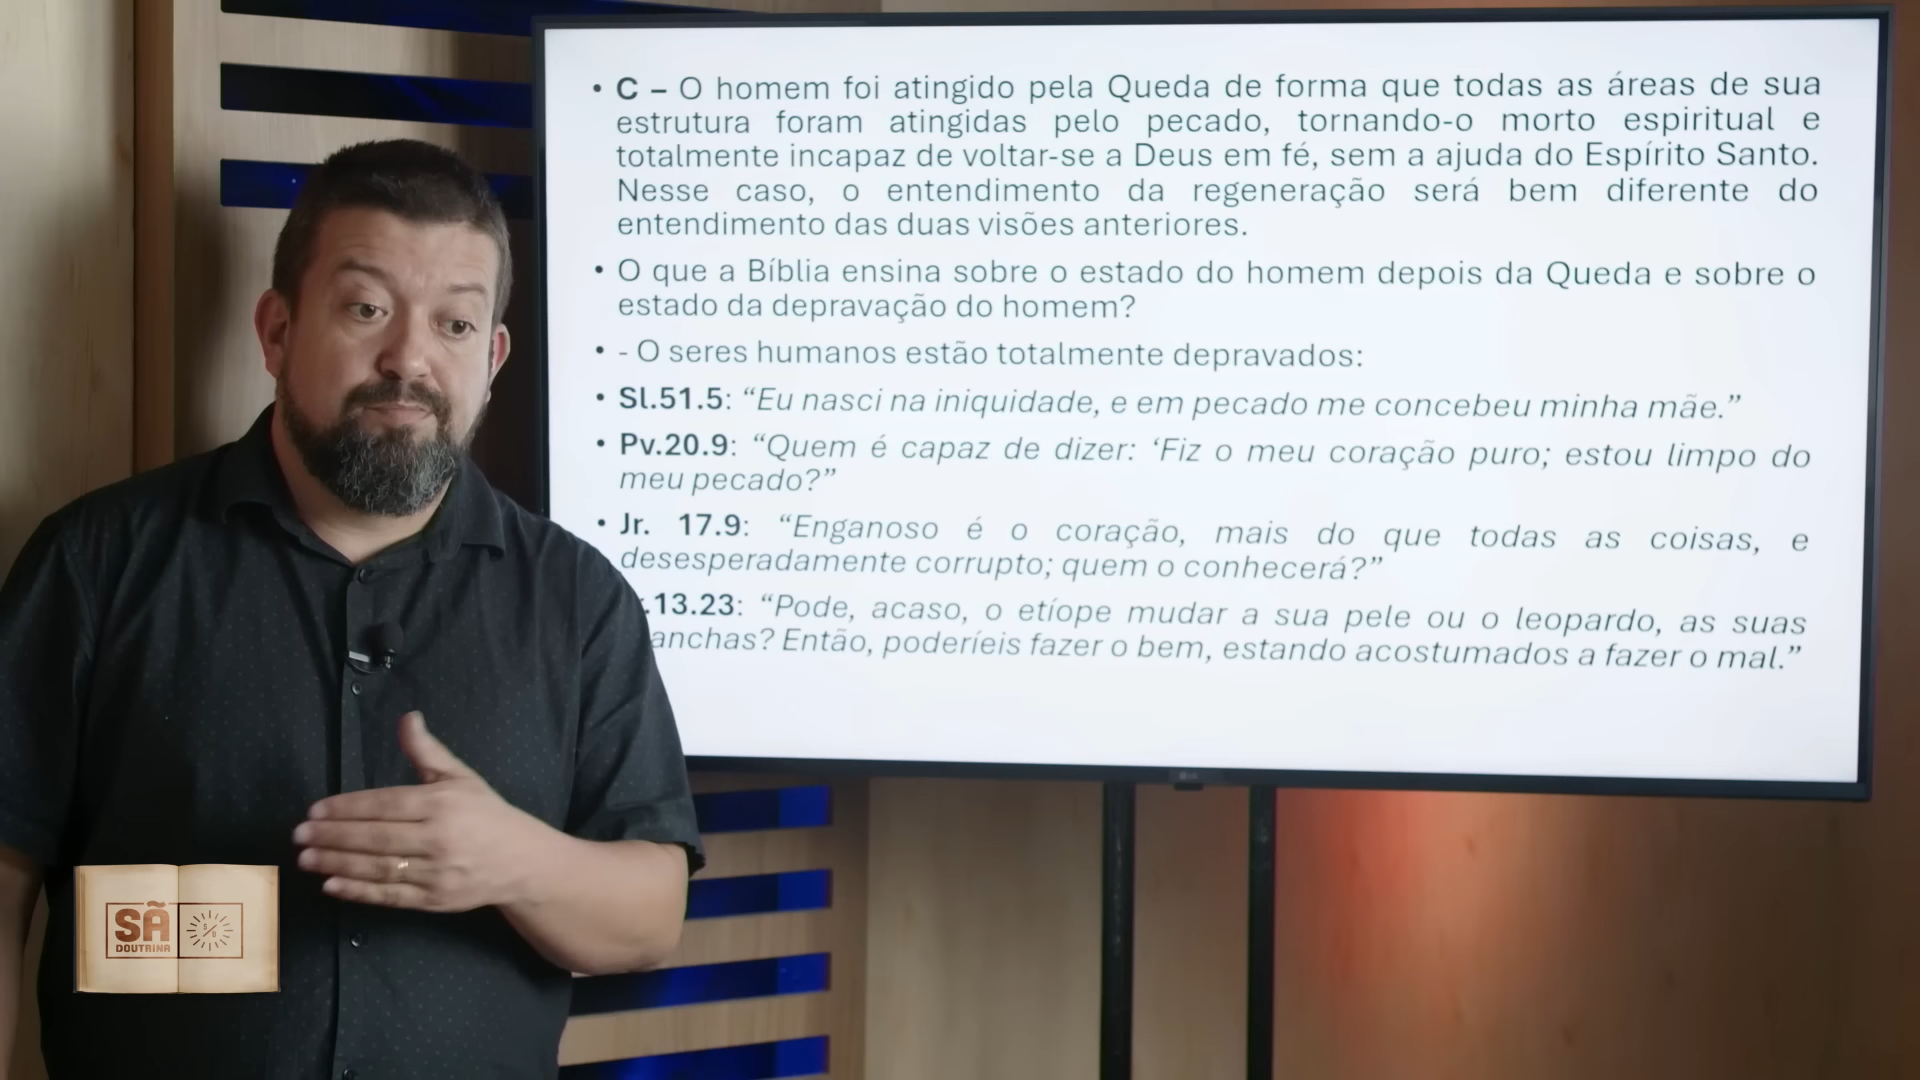 • C – O homem foi atingido pela Queda de forma que todas as áreas de sua
estrutura foram atingidas pelo pecado, tornando-o morto espiritual e
totalmente incapaz de voltar-se a Deus em fé, sem a ajuda do Espírito Santo.
Nesse caso, o entendimento da regeneração será bem diferente do
entendimento das duas visões anteriores.
• O que a Bíblia ensina sobre o estado do homem depois da Queda e sobre o
estado da depravação do homem?
• - O seres humanos estão totalmente depravados:
• Sl.51.5: “Eu nasci na iniquidade, e em pecado me concebeu minha mãe.”
• Pv.20.9: “Quem é capaz de dizer: ‘Fiz o meu coração puro; estou limpo do
meu pecado?”
• Jr. 17.9: “Enganoso é o coração, mais do que todas as coisas, e
desesperadamente corrupto; quem o conhecerá?”
.13.23: “Pode, acaso, o etíope mudar a sua pele ou o leopardo, as suas
anchas? Então, poderíeis fazer o bem, estando acostumados a fazer o mal.”
LG
SÃ
DOUTRINA
S/D